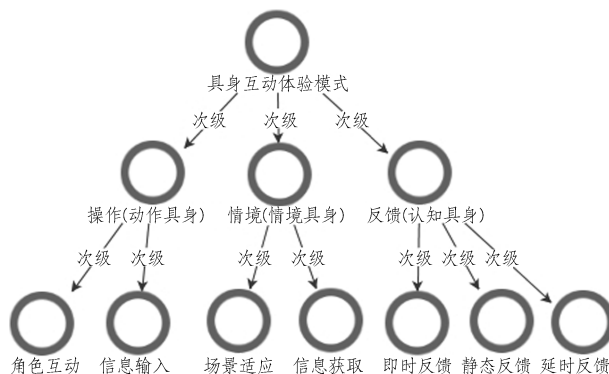 具身互动体验模式
次级 次级 次级
操作(动作具身) 情境(情境具身) 反馈(认知具身)
次级 次级 次级 次级 次级 次级 次级
角色互动 信息输入 场景适应 信息获取 即时反馈 静态反馈 延时反馈